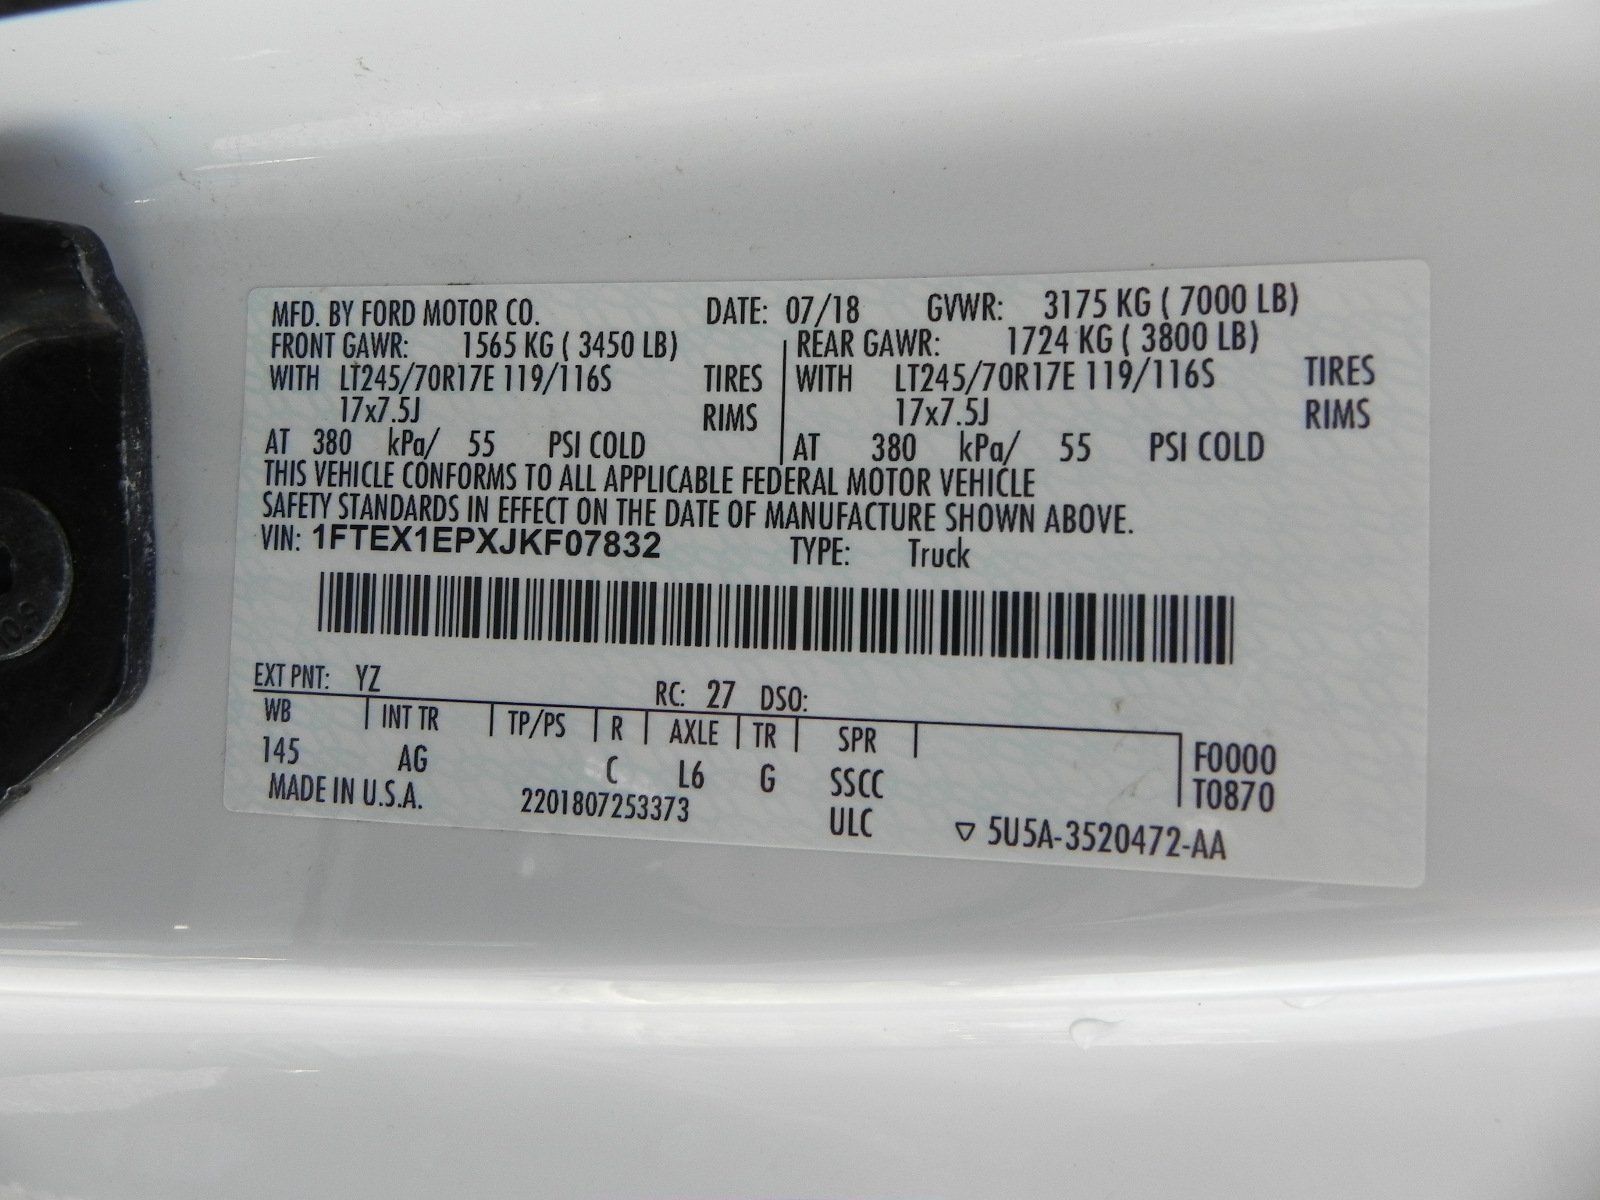 MFD. BY FORD MOTOR CO. DATE: 07/18 GVWR: 3175 KG ( 7000 LB)
FRONT GAWR: 1565 KG ( 3450 LB) REAR GAWR: 1724 KG ( 3800 LB)
WITH LT245/70R17E 119/116S TIRES WITH LT245/70R17E 119/116S TIRES
17x7.5J RIMS 17x7.5J RIMS
AT 380 kPa/ 55 PSI COLD AT 380 kPa/ 55 PSI COLD
THIS VEHICLE CONFORMS TO ALL APPLICABLE FEDERAL MOTOR VEHICLE
SAFETY STANDARDS IN EFFECT ON THE DATE OF MANUFACTURE SHOWN ABOVE.
VIN: 1FTEX1EPXJKF07832 TYPE: Truck
EXT PNT: YZ RC: 27 DSO:
WB INT TR TP/PS R AXLE TR SPR F0000
145 AG C L6 G SSCC T0870
MADE IN U.S.A. 2201807253373 ULC ▽ 5U5A-3520472-AA